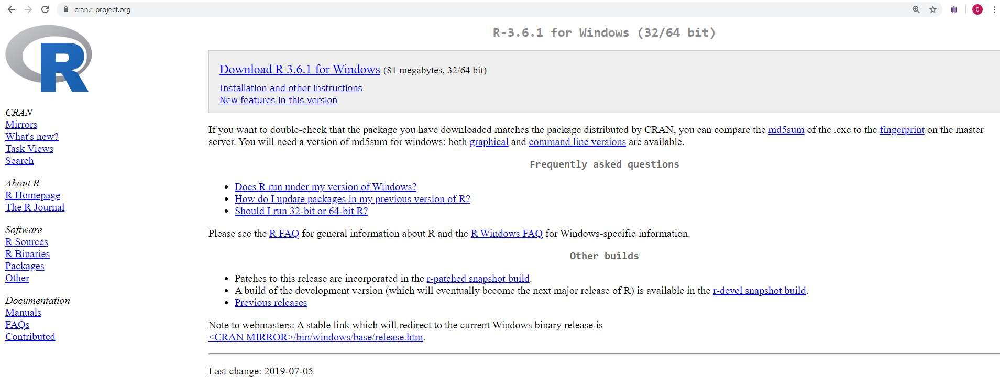 cran.r-project.org
C
R
R-3.6.1 for Windows (32/64 bit)
Download R 3.6.1 for Windows (81 megabytes, 32/64 bit)
Installation and other instructions
New features in this version
CRAN
Mirrors
What's new?
Task Views
Search
About R
R Homepage
The R Journal
Software
R Sources
R Binaries
Packages
Other
Documentation
Manuals
FAQs
Contributed
If you want to double-check that the package you have downloaded matches the package distributed by CRAN, you can compare the md5sum of the .exe to the fingerprint on the master
server. You will need a version of md5sum for windows: both graphical and command line versions are available.
Frequently asked questions
• Does R run under my version of Windows?
• How do I update packages in my previous version of R?
• Should I run 32-bit or 64-bit R?
Please see the R FAQ for general information about R and the R Windows FAQ for Windows-specific information.
Other builds
• Patches to this release are incorporated in the r-patched snapshot build.
• A build of the development version (which will eventually become the next major release of R) is available in the r-devel snapshot build.
• Previous releases
Note to webmasters: A stable link which will redirect to the current Windows binary release is
<CRAN MIRROR>/bin/windows/base/release.htm.
Last change: 2019-07-05